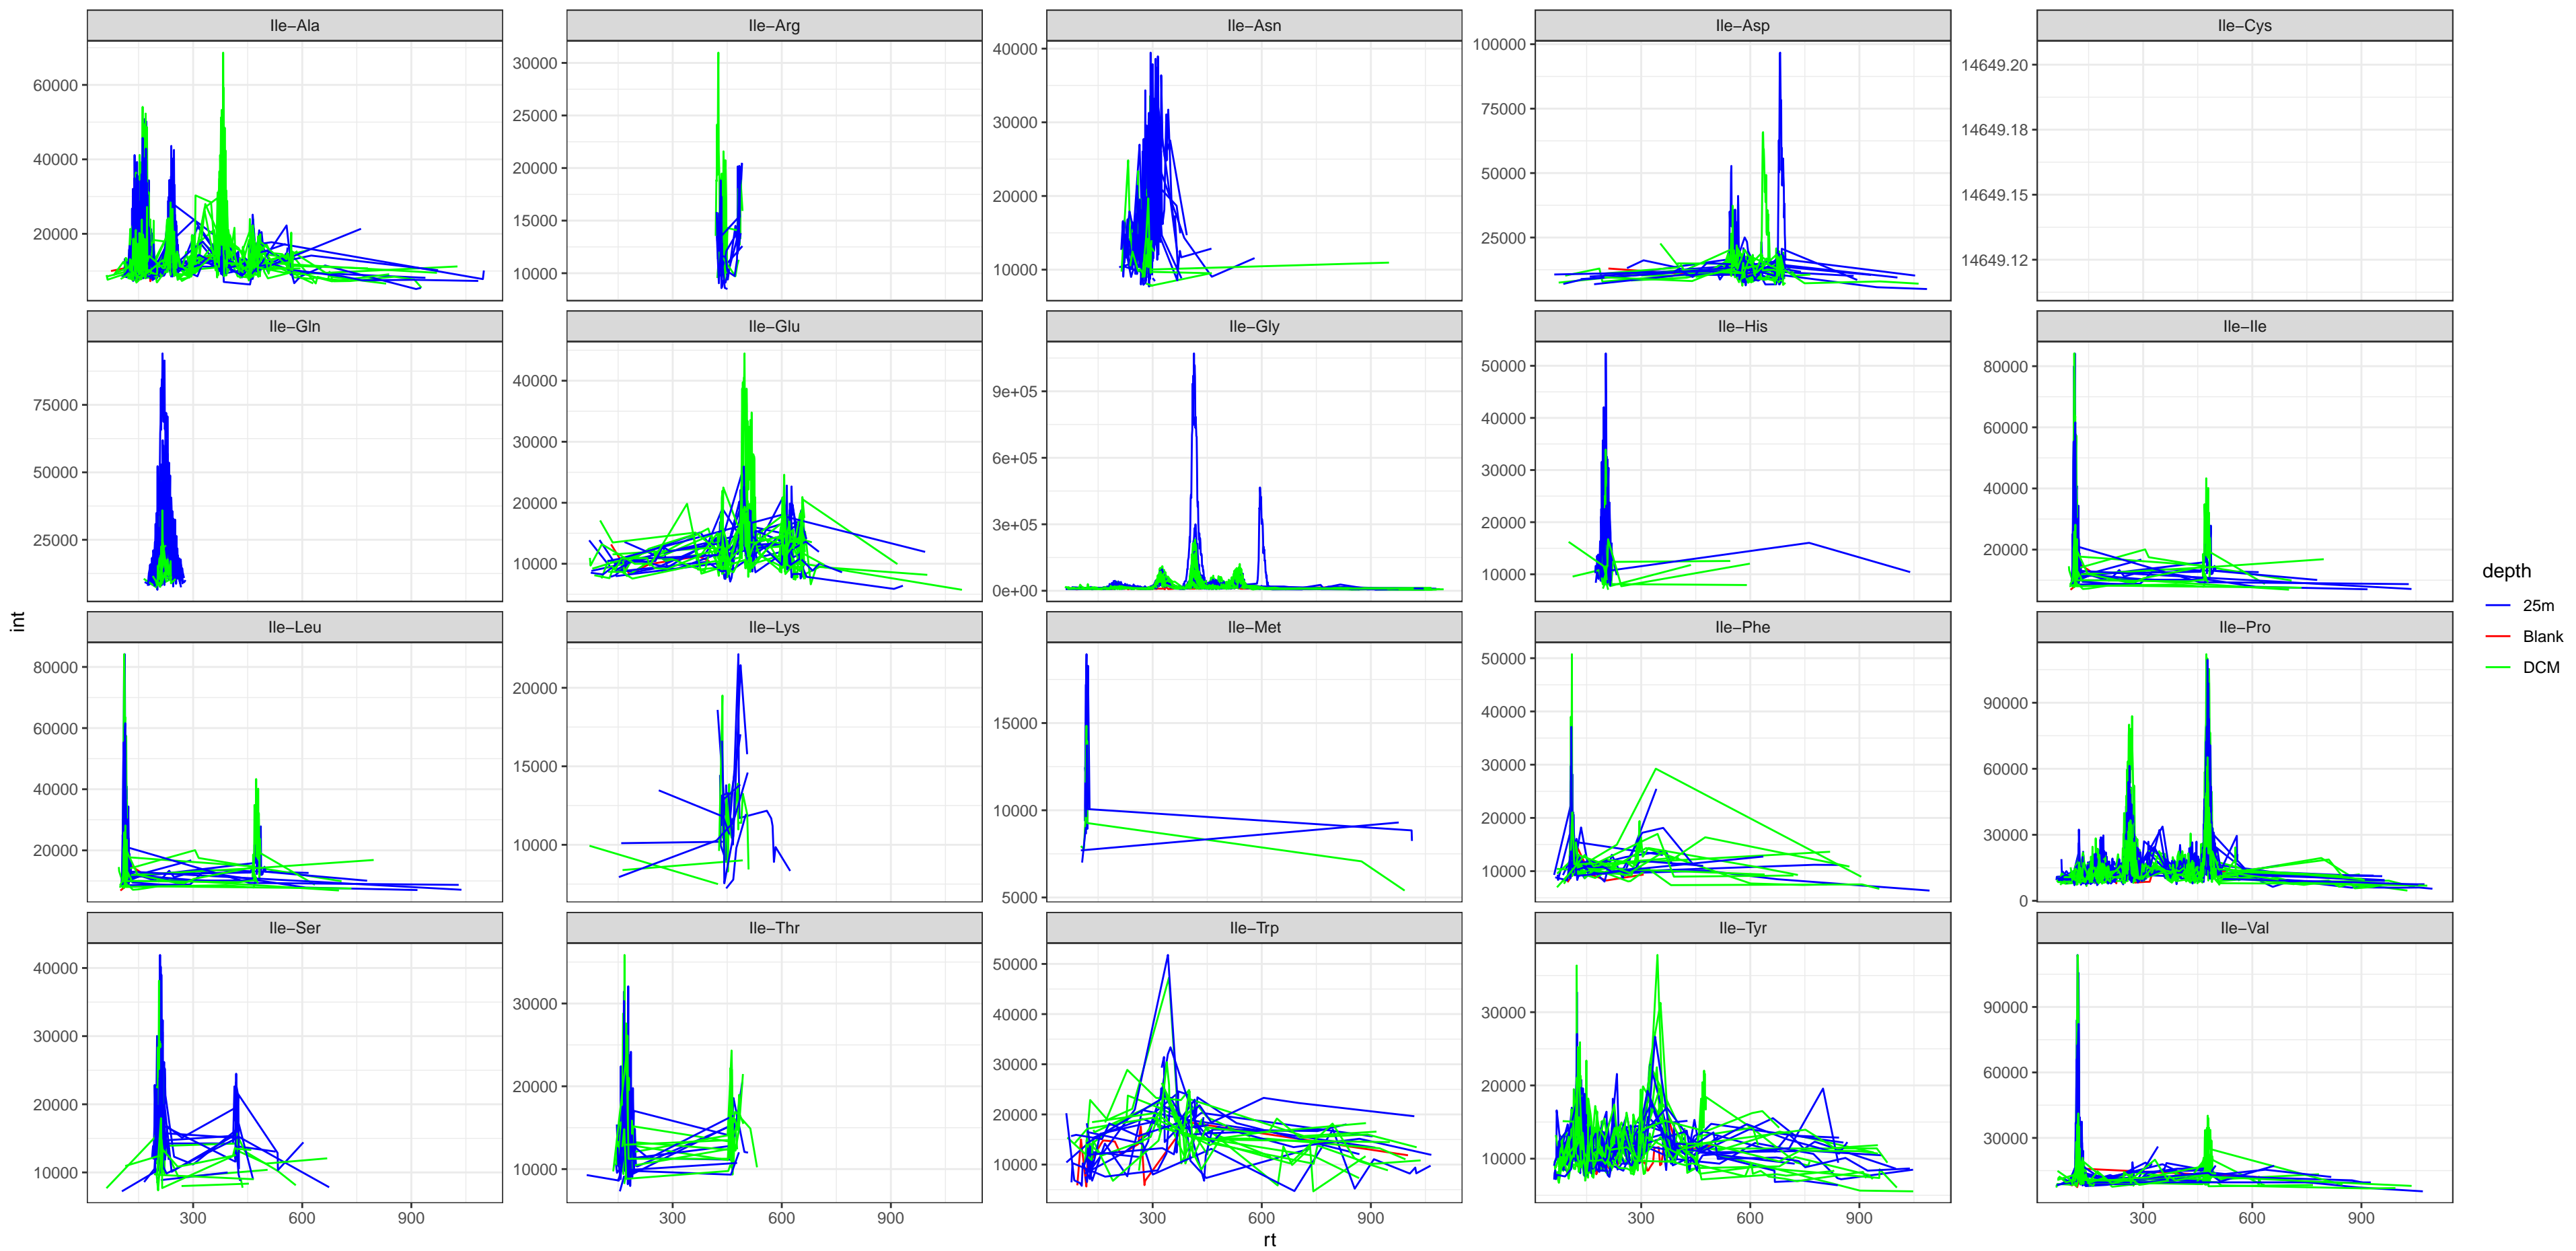 Ile−Ala
Ile−Arg
Ile−Asn
Ile−Asp
Ile−Cys
60000
40000
20000
30000
25000
20000
15000
10000
40000
30000
20000
10000
100000
75000
50000
25000
14649.20
14649.18
14649.15
14649.12
Ile−Gln
Ile−Glu
Ile−Gly
Ile−His
Ile−Ile
75000
50000
25000
40000
30000
20000
10000
9e+05
6e+05
3e+05
0e+00
50000
40000
30000
20000
10000
80000
60000
40000
20000
Ile−Leu
Ile−Lys
Ile−Met
Ile−Phe
Ile−Pro
80000
60000
40000
20000
20000
15000
10000
15000
10000
5000
50000
40000
30000
20000
10000
90000
60000
30000
0
Ile−Ser
Ile−Thr
Ile−Trp
Ile−Tyr
Ile−Val
40000
30000
20000
10000
30000
20000
10000
50000
40000
30000
20000
10000
30000
20000
10000
90000
60000
30000
300 600 900
300 600 900
300 600 900
300 600 900
300 600 900
rt
int
depth
25m
Blank
DCM